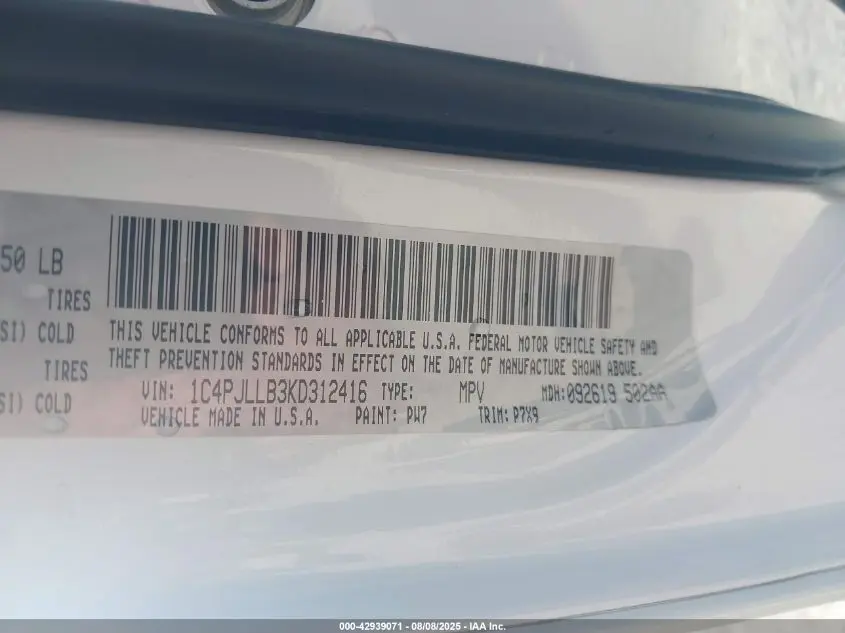 50 LB
TIRES
SI) COLD
TIRES
SI) COLD
THIS VEHICLE CONFORMS TO ALL APPLICABLE U.S.A. FEDERAL MOTOR VEHICLE SAFETY AND
THEFT PREVENTION STANDARDS IN EFFECT ON THE DATE OF MANUFACTURE SHOWN ABOVE.
VIN: 1C4PJLLB3KD312416 TYPE: MPV MDH:092619 502AA
VEHICLE MADE IN U.S.A. PAINT: PW7 TRIM: P7X9
000-42939071 - 08/08/2025 - IAA Inc.